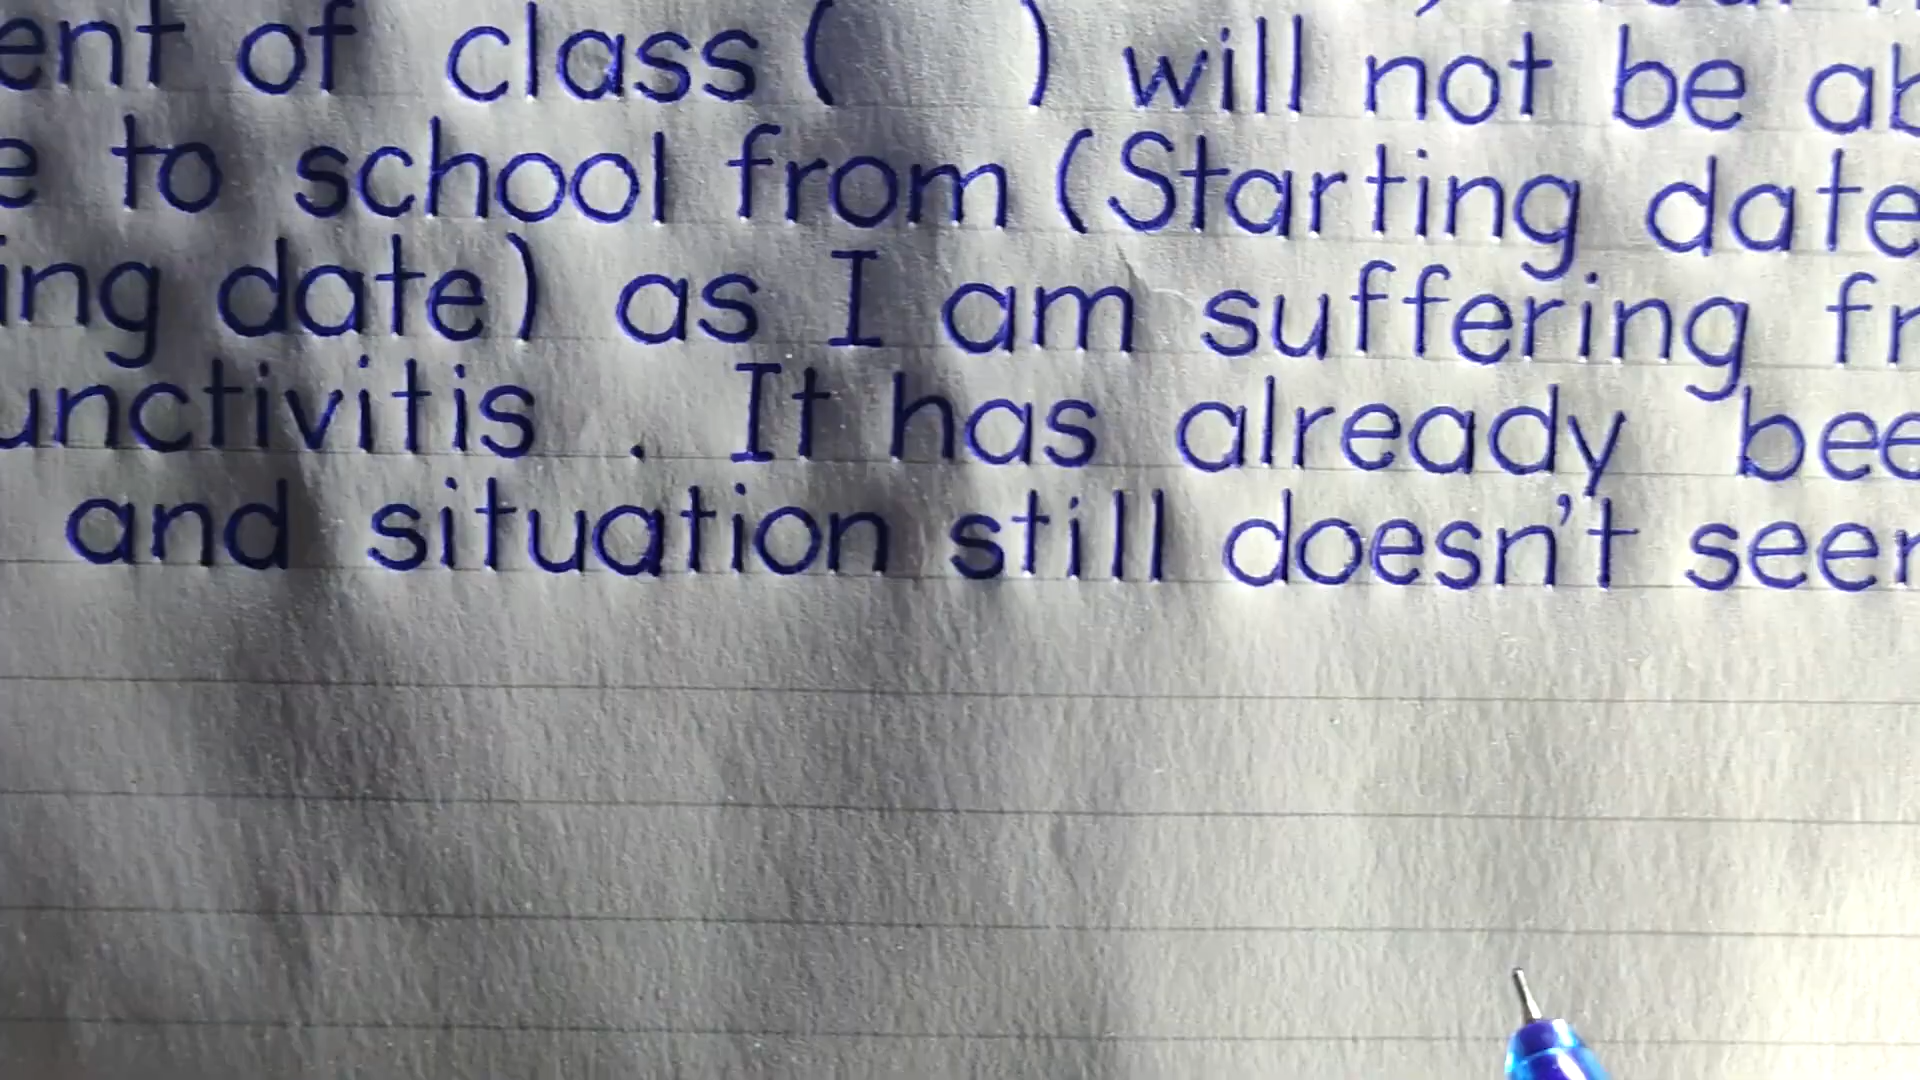 ent of class ( ) will not be ab
e to school from (Starting date
ing date) as I am suffering fr
unctivitis . It has already bee
and situation still doesn't seem